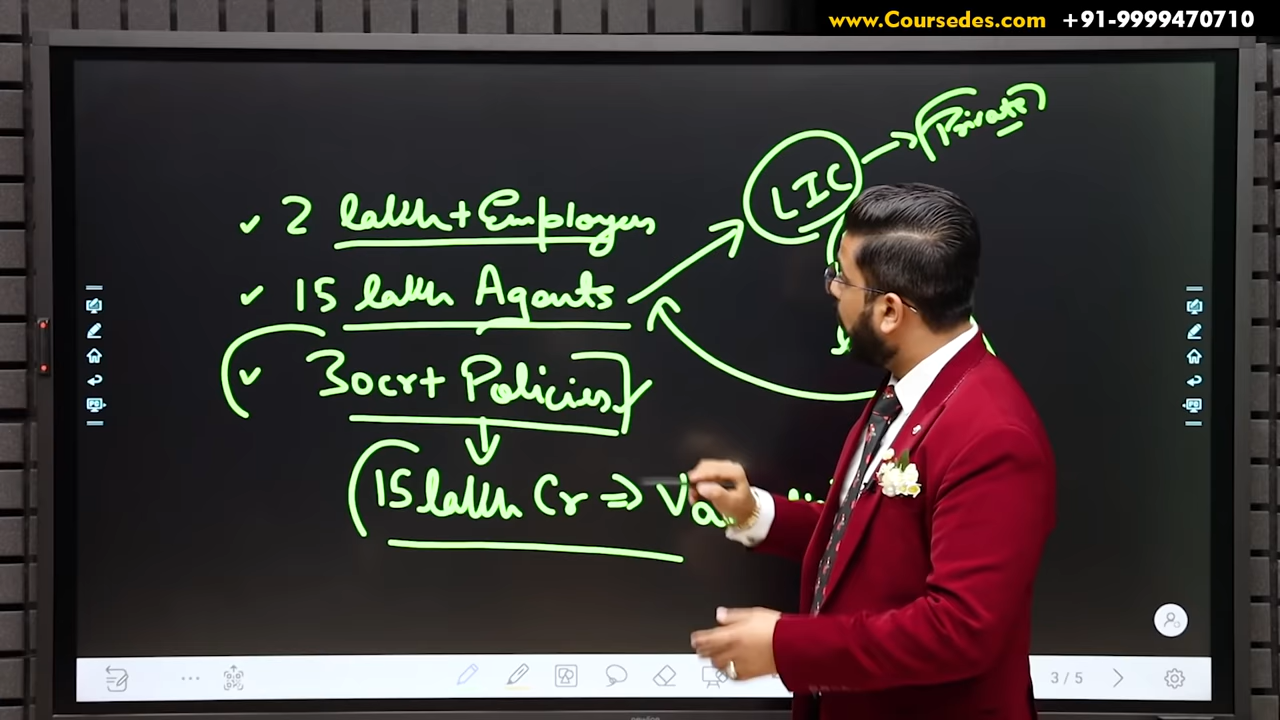 www.Coursedes.com +91-9999470710
(Private)
LIC
✓ 2 lakh+ Employees
✓ 15 lakh Agents
✓ 30cr+ Policies
15 lakh Cr ⇒
3 / 5